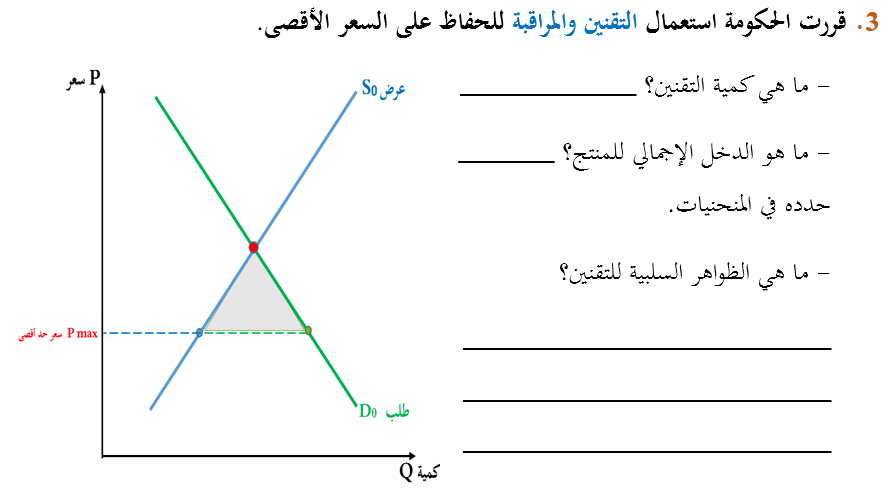 3. قررت الحكومة استعمال التقنين والمراقبة للحفاظ على السعر الأقصى.
– ما هي كمية التقنين؟
– ما هو الدخل الإجمالي للمنتج؟
حدده في المنحنيات.
– ما هي الظواهر السلبية للتقنين؟
سعر P
عرض S0
سعر حد أقصى P max
طلب D0
كمية Q